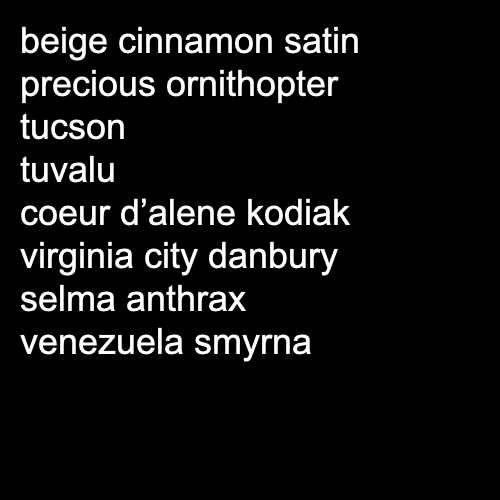 beige cinnamon satin
precious ornithopter
tucson
tuvalu
coeur d’alene kodiak
virginia city danbury
selma anthrax
venezuela smyrna